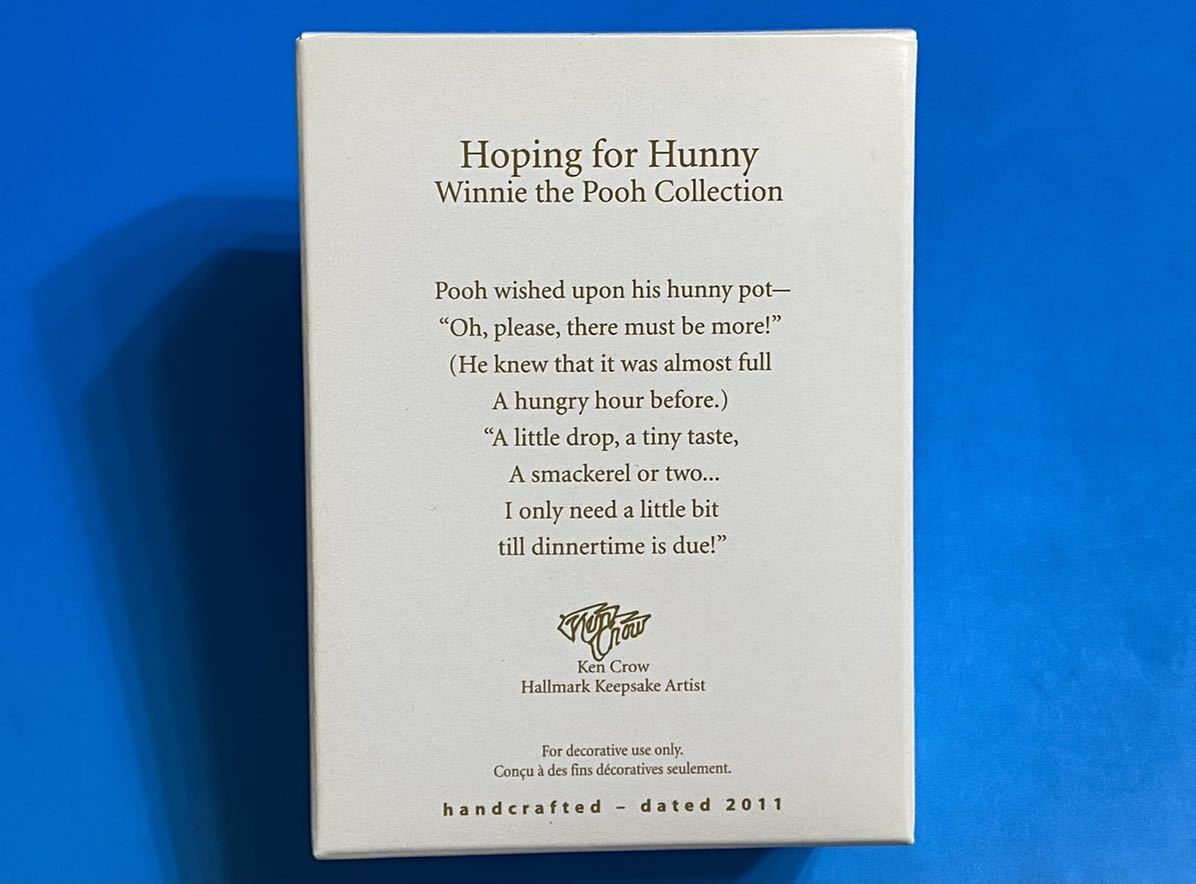 Hoping for Hunny
Winnie the Pooh Collection
Pooh wished upon his hunny pot—
“Oh, please, there must be more!”
(He knew that it was almost full
A hungry hour before.)
“A little drop, a tiny taste,
A smackerel or two...
I only need a little bit
till dinnertime is due!”
Ken Crow
Ken Crow
Hallmark Keepsake Artist
For decorative use only.
Conçu à des fins décoratives seulement.
handcrafted – dated 2011